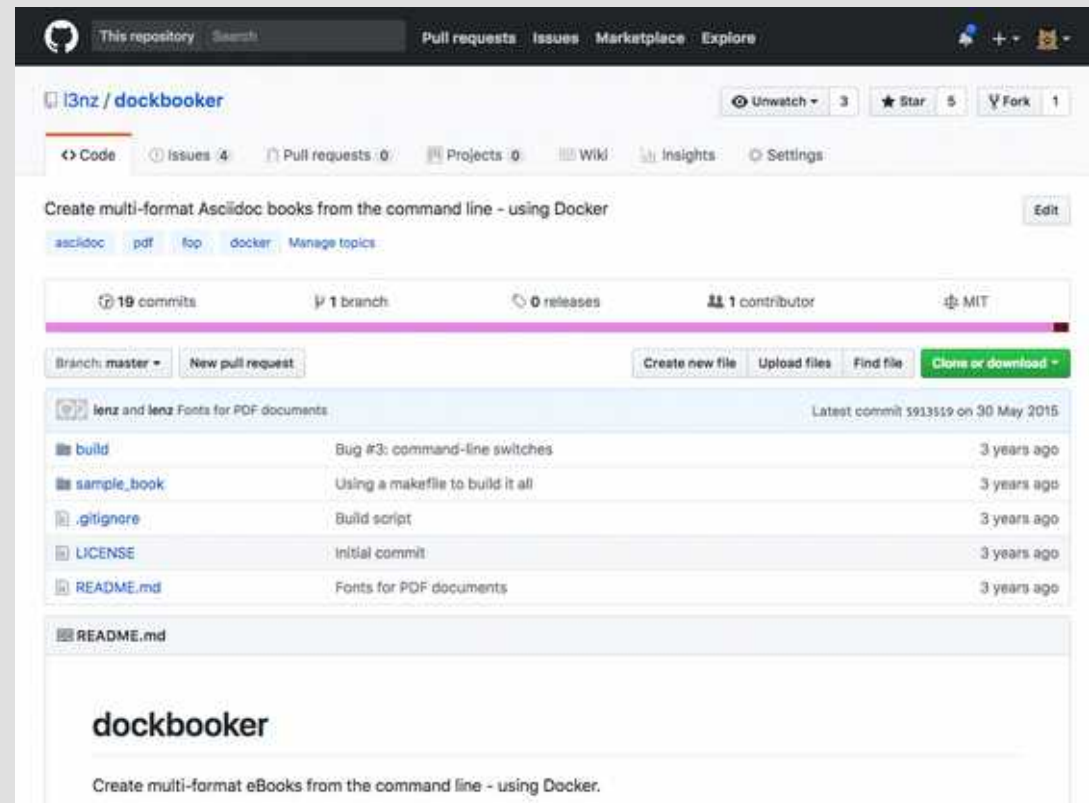 This repository Search Pull requests Issues Marketplace Explore
l3nz / dockbooker Unwatch 3 Star 5 Fork 1
Code Issues 4 Pull requests 0 Projects 0 Wiki Insights Settings
Create multi-format Asciidoc books from the command line - using Docker Edit
asciidoc pdf fop docker Manage topics
19 commits 1 branch 0 releases 1 contributor MIT
Branch: master New pull request Create new file Upload files Find file Clone or download
lenz and lenz Fonts for PDF documents Latest commit 5913519 on 30 May 2015
build Bug #3: command-line switches 3 years ago
sample_book Using a makefile to build it all 3 years ago
.gitignore Build script 3 years ago
LICENSE Initial commit 3 years ago
README.md Fonts for PDF documents 3 years ago
README.md
dockbooker
Create multi-format eBooks from the command line - using Docker.